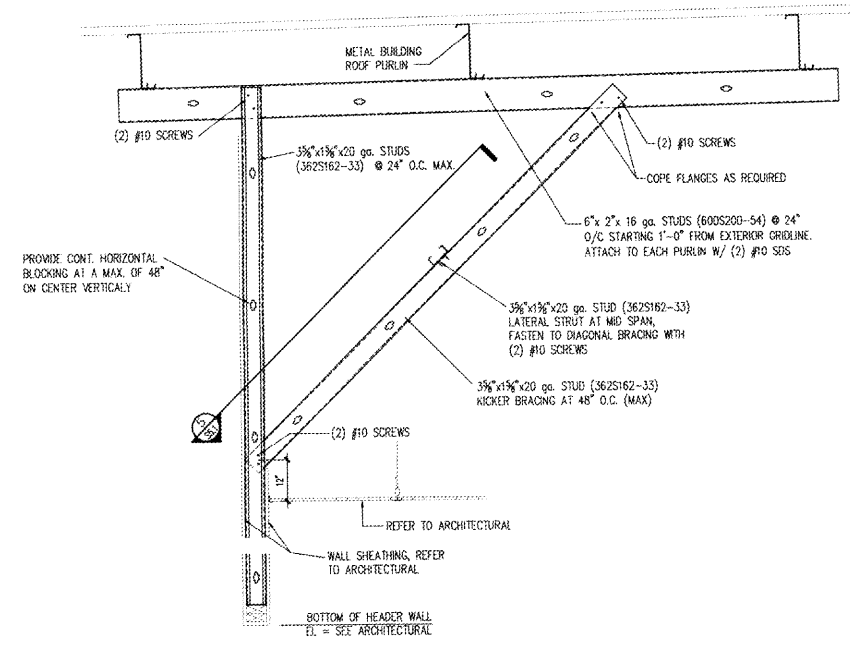 METAL BUILDING
ROOF PURLIN
(2) #10 SCREWS
3⅝"x1⅝"x20 ga. STUDS
(362S162-33) @ 24" O.C. MAX.
(2) #10 SCREWS
COPE FLANGES AS REQUIRED
6"x 2"x 16 ga. STUDS (600S200-54) @ 24"
O/C STARTING 1'-0" FROM EXTERIOR GRIDLINE.
ATTACH TO EACH PURLIN W/ (2) #10 SDS
PROVIDE CONT. HORIZONTAL
BLOCKING AT A MAX. OF 48"
ON CENTER VERTICALY
3⅝"x1⅝"x20 ga. STUD (362S162-33)
LATERAL STRUT AT MID SPAN,
FASTEN TO DIAGONAL BRACING WITH
(2) #10 SCREWS
3⅝"x1⅝"x20 ga. STUD (362S162-33)
KICKER BRACING AT 48" O.C. (MAX)
5
(2) #10 SCREWS
12"
REFER TO ARCHITECTURAL
WALL SHEATHING, REFER
TO ARCHITECTURAL
BOTTOM OF HEADER WALL
EL = SEE ARCHITECTURAL